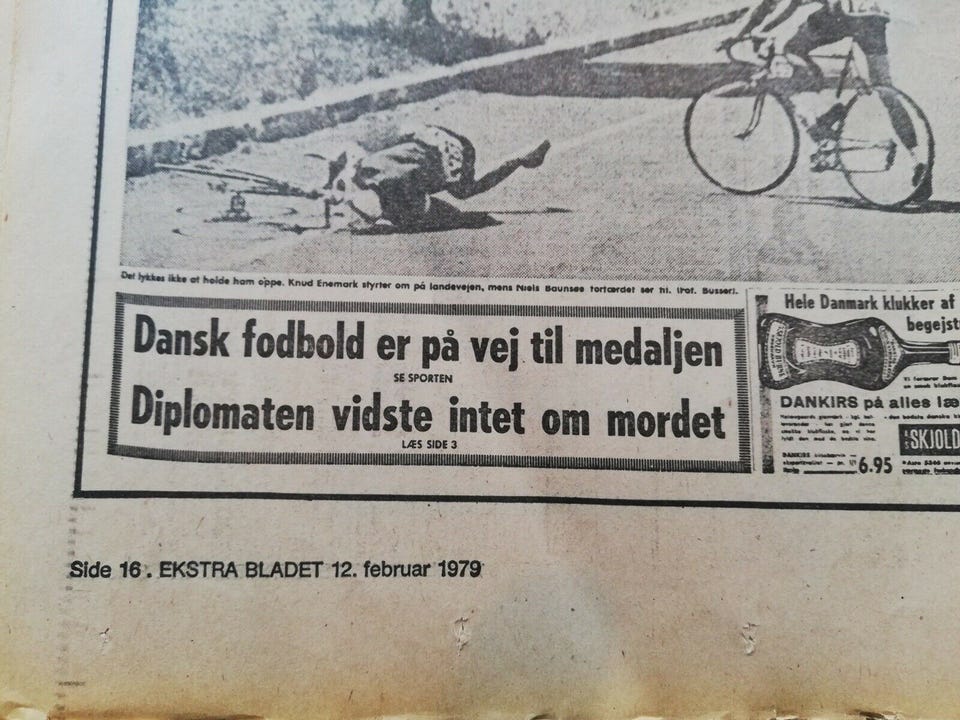 Det lykkes ikke at holde ham oppe. Knud Enemark styrter om på landevejen, mens Niels Baunsøe forfærdet ser til. (Fot. Busser).
Dansk fodbold er på vej til medaljen
SE SPORTEN
Diplomaten vidste intet om mordet
LÆS SIDE 3
Hele Danmark klukker af
begejst
DANKIRS på alles læ
SKJOLD
6.95
Side 16. EKSTRA BLADET 12. februar 1979